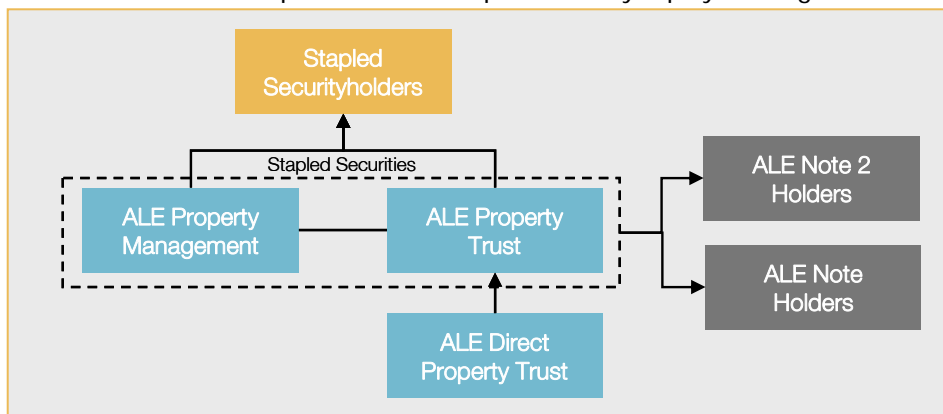 Stapled
Securityholders
Stapled Securities
ALE Property
Management
ALE Property
Trust
ALE Note 2
Holders
ALE Note
Holders
ALE Direct
Property Trust